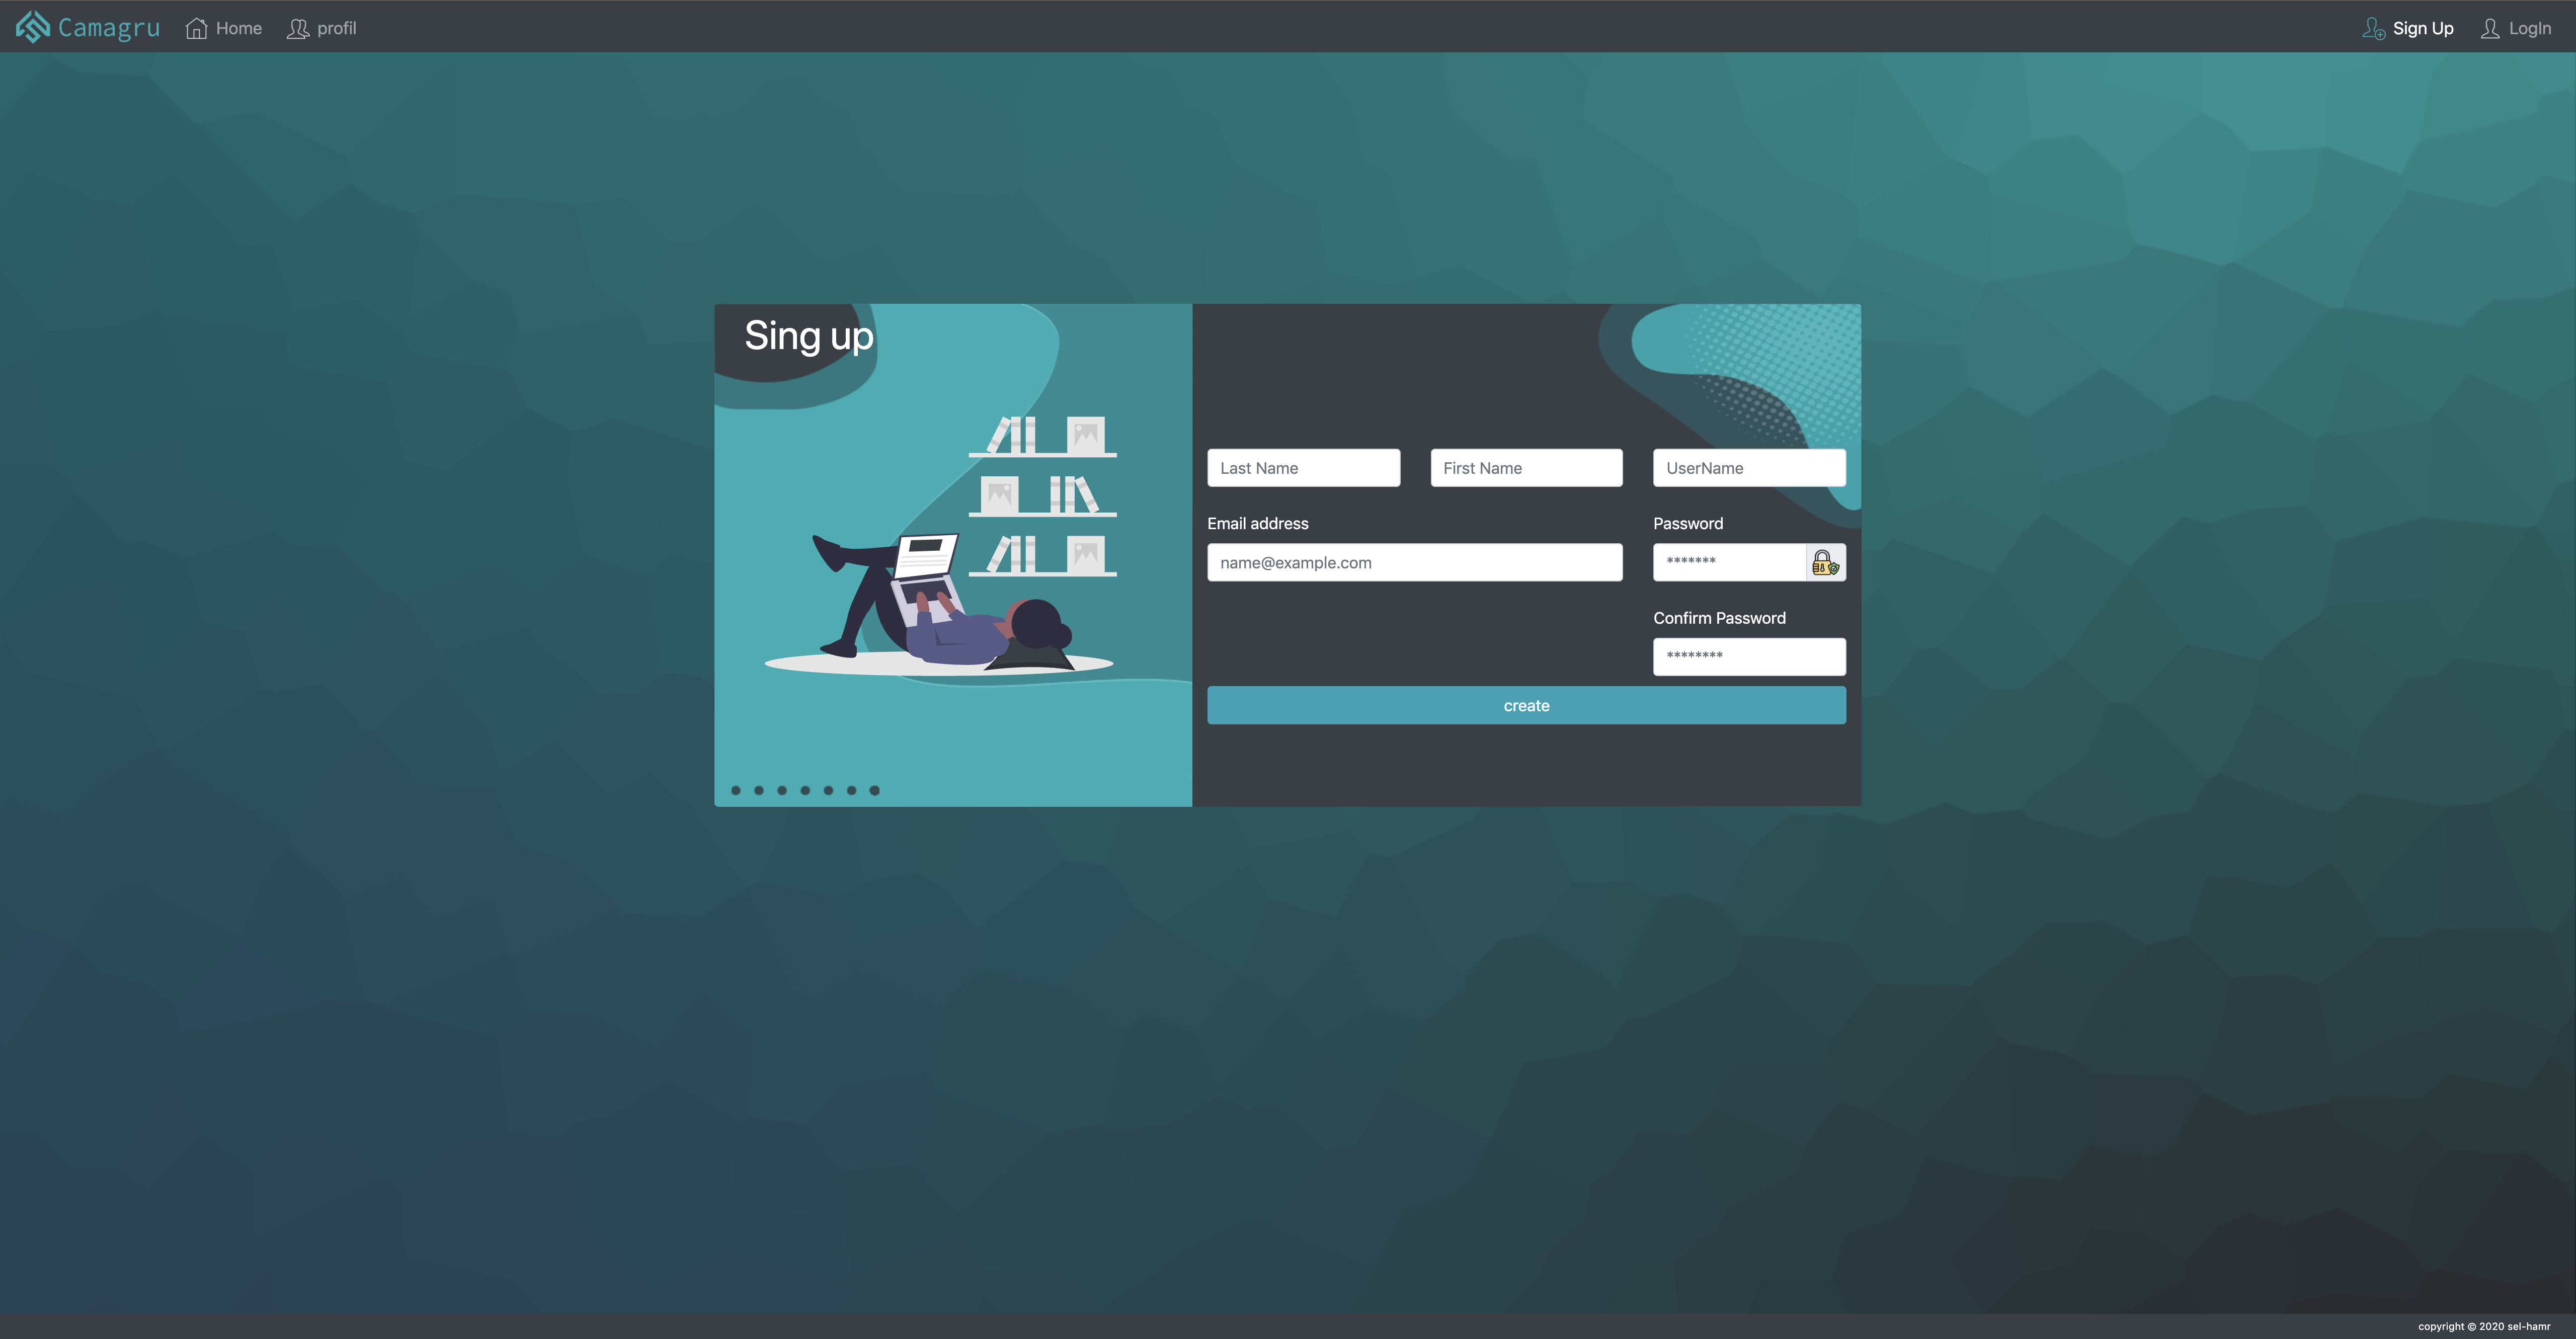 Camagru Home profil Sign Up LogIn
Sing up
Last Name First Name UserName
Email address Password
name@example.com *******
Confirm Password
********
create
copyright © 2020 sel-hamr